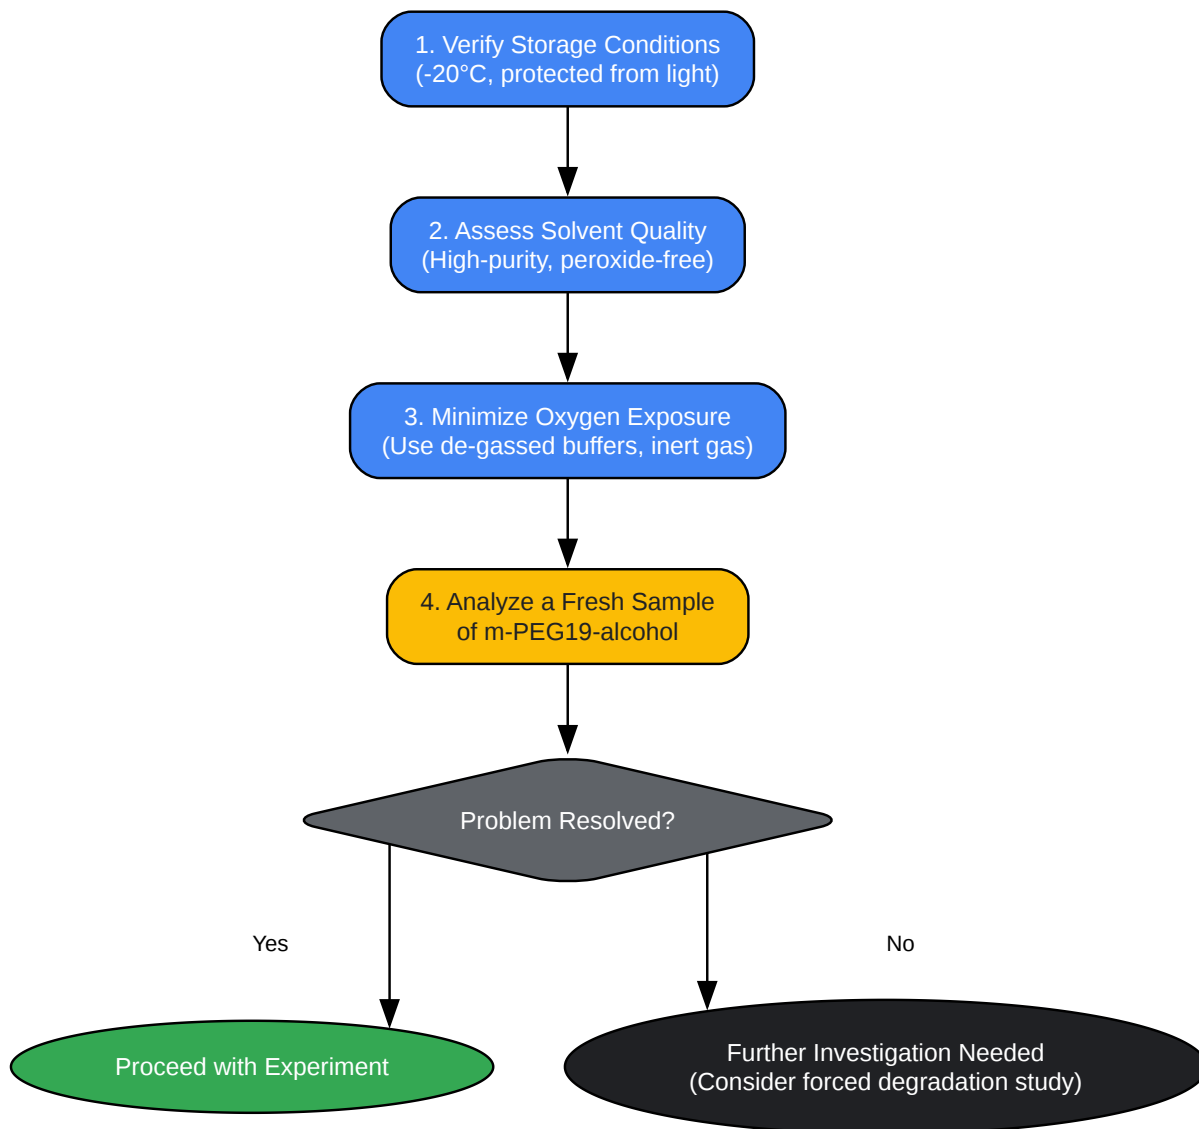 1. Verify Storage Conditions
(-20°C, protected from light)
2. Assess Solvent Quality
(High-purity, peroxide-free)
3. Minimize Oxygen Exposure
(Use de-gassed buffers, inert gas)
4. Analyze a Fresh Sample
of m-PEG19-alcohol
Problem Resolved?
Yes
No
Proceed with Experiment
Further Investigation Needed
(Consider forced degradation study)